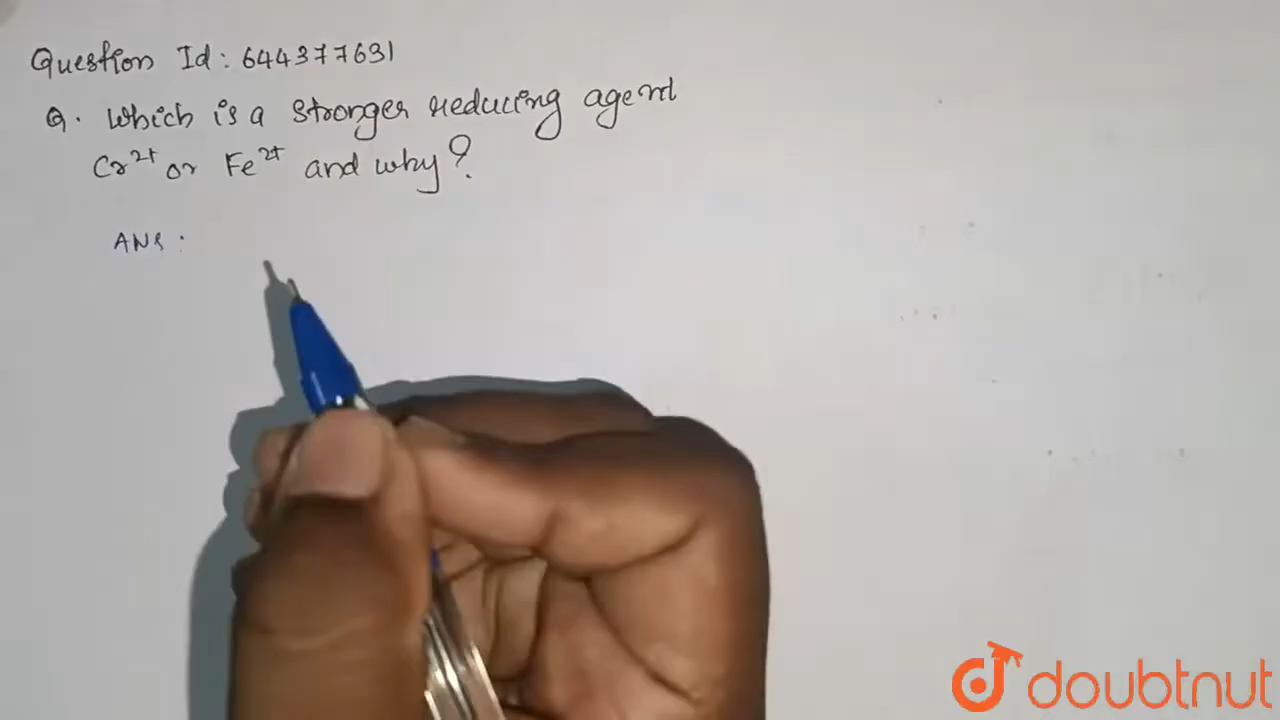 Question Id : 644377631
Q. Which is a stronger reducing agent
Cr²⁺ or Fe²⁺ and why?
ANS :
doubtnut